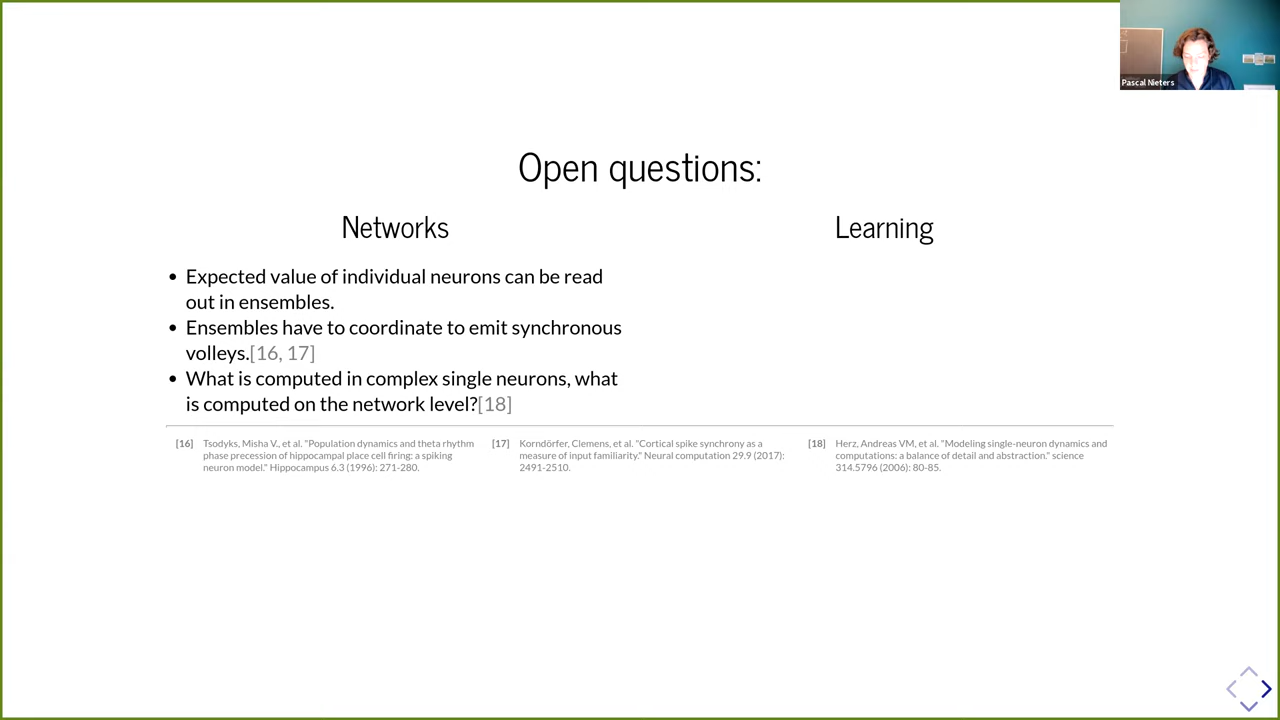 Pascal Nieters
Open questions:
Networks
Learning
• Expected value of individual neurons can be read
out in ensembles.
• Ensembles have to coordinate to emit synchronous
volleys.[16, 17]
• What is computed in complex single neurons, what
is computed on the network level?[18]
[16] Tsodyks, Misha V., et al. "Population dynamics and theta rhythm
phase precession of hippocampal place cell firing: a spiking
neuron model." Hippocampus 6.3 (1996): 271-280.
[17] Korndörfer, Clemens, et al. "Cortical spike synchrony as a
measure of input familiarity." Neural computation 29.9 (2017):
2491-2510.
[18] Herz, Andreas VM, et al. "Modeling single-neuron dynamics and
computations: a balance of detail and abstraction." science
314.5796 (2006): 80-85.